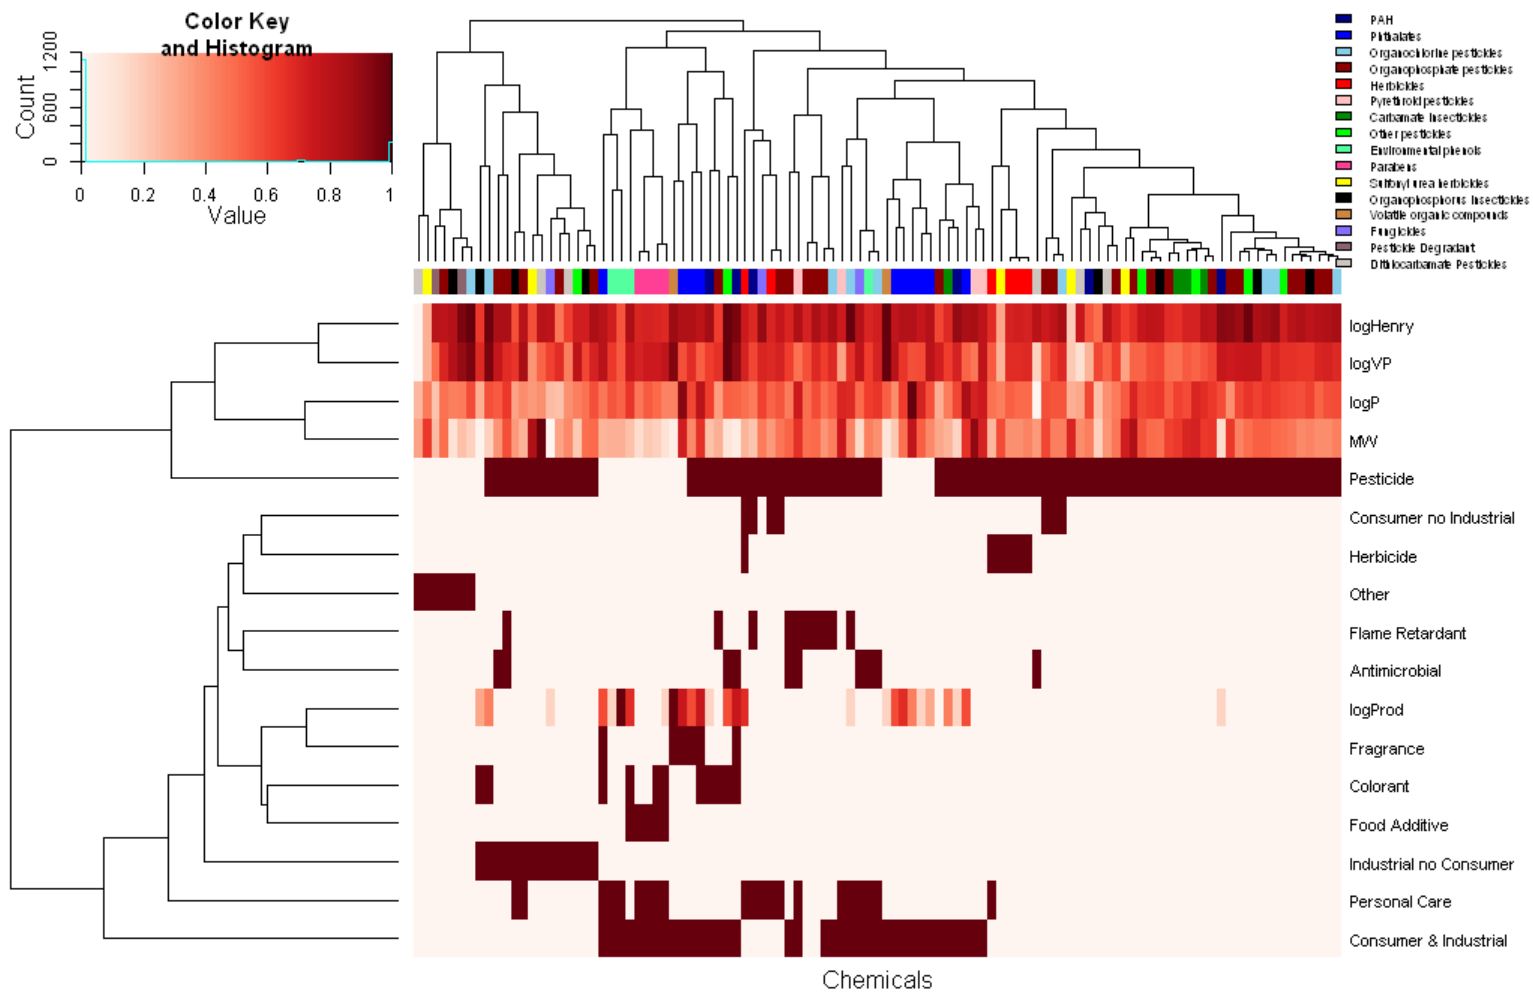 Color Key
and Histogram
Count
0 600 1200
0 0.2 0.4 0.6 0.8 1
Value
PAH
Phthalates
Organochlorine pesticides
Organophosphate pesticides
Herbicides
Pyrethroid pesticides
Carbamate Insecticides
Other pesticides
Environmental phenols
Parabens
Sulfonyl urea herbicides
Organophosphorus Insecticides
Volatile organic compounds
Fungicides
Pesticide Degradant
Dithiocarbamate Pesticides
logHenry
logVP
logP
MW
Pesticide
Consumer no Industrial
Herbicide
Other
Flame Retardant
Antimicrobial
logProd
Fragrance
Colorant
Food Additive
Industrial no Consumer
Personal Care
Consumer & Industrial
Chemicals